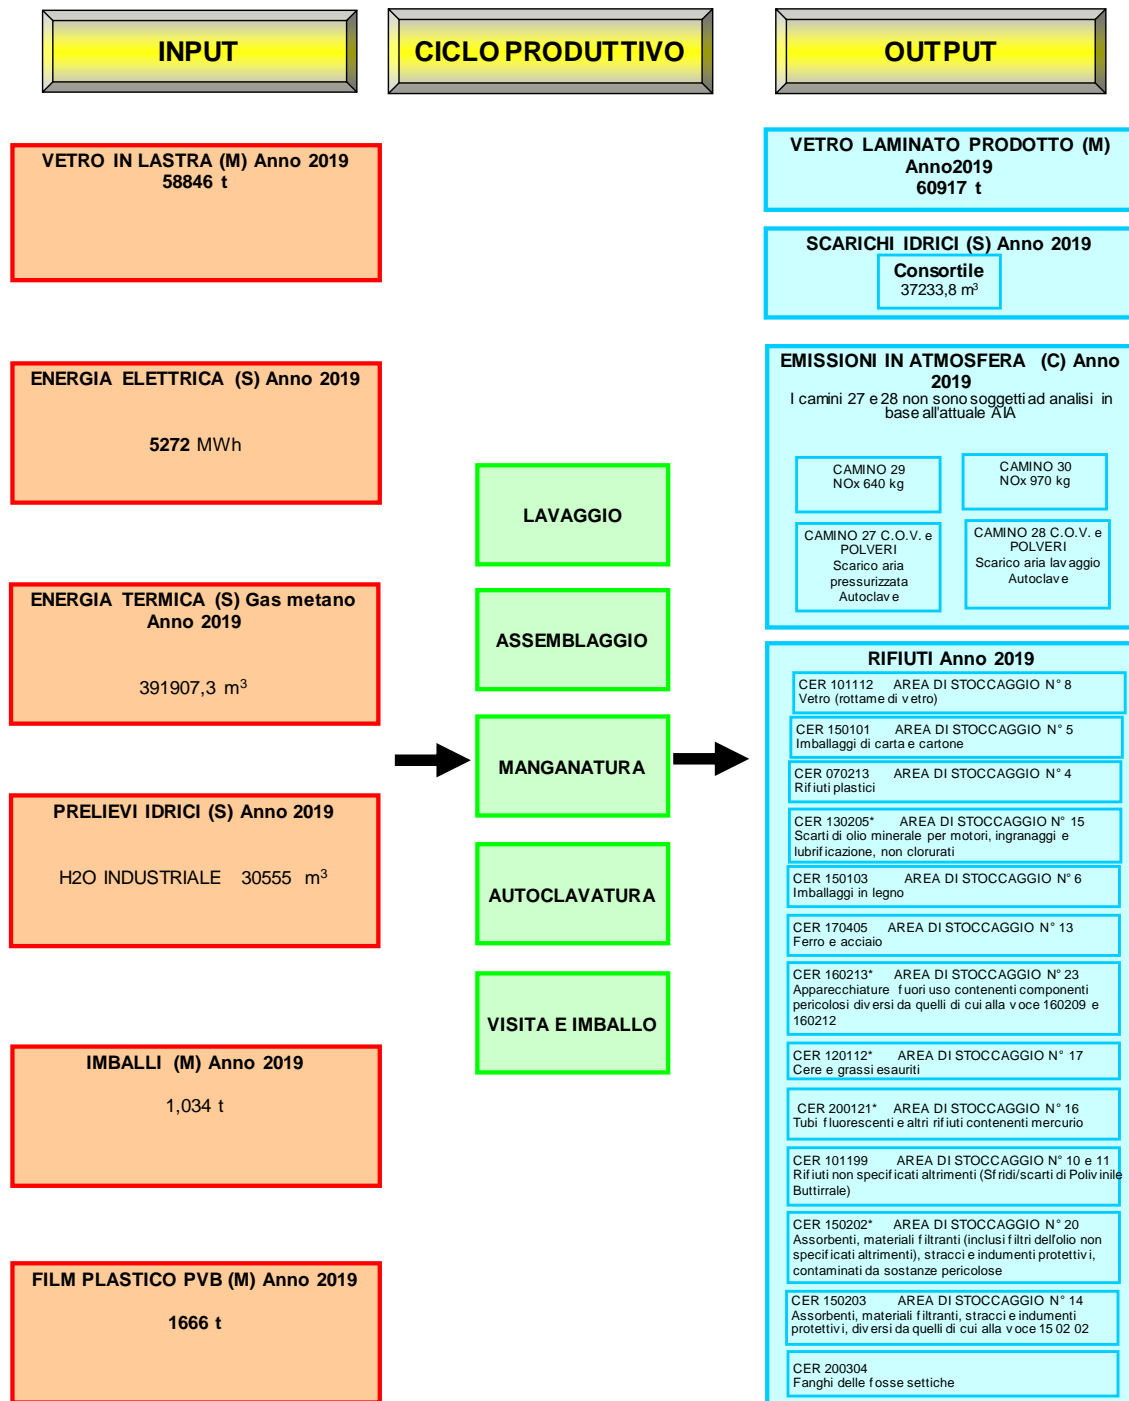 INPUT
CICLO PRODUTTIVO
OUTPUT
VETRO IN LASTRA (M) Anno 2019
58846 t
ENERGIA ELETTRICA (S) Anno 2019
5272 MWh
ENERGIA TERMICA (S) Gas metano
Anno 2019
391907,3 m³
PRELIEVI IDRICI (S) Anno 2019
H2O INDUSTRIALE 30555 m³
IMBALLI (M) Anno 2019
1,034 t
FILM PLASTICO PVB (M) Anno 2019
1666 t
LAVAGGIO
ASSEMBLAGGIO
MANGANATURA
AUTOCLAVATURA
VISITA E IMBALLO
VETRO LAMINATO PRODOTTO (M)
Anno2019
60917 t
SCARICHI IDRICI (S) Anno 2019
Consortile
37233,8 m³
EMISSIONI IN ATMOSFERA (C) Anno
2019
I camini 27 e 28 non sono soggetti ad analisi in
base all'attuale AIA
CAMINO 29
NOx 640 kg
CAMINO 30
NOx 970 kg
CAMINO 27 C.O.V. e
POLVERI
Scarico aria
pressurizzata
Autoclave
CAMINO 28 C.O.V. e
POLVERI
Scarico aria lavaggio
Autoclave
RIFIUTI Anno 2019
CER 101112 AREA DI STOCCAGGIO N° 8
Vetro (rottame di vetro)
CER 150101 AREA DI STOCCAGGIO N° 5
Imballaggi di carta e cartone
CER 070213 AREA DI STOCCAGGIO N° 4
Rifiuti plastici
CER 130205* AREA DI STOCCAGGIO N° 15
Scarti di olio minerale per motori, ingranaggi e
lubrificazione, non clorurati
CER 150103 AREA DI STOCCAGGIO N° 6
Imballaggi in legno
CER 170405 AREA DI STOCCAGGIO N° 13
Ferro e acciaio
CER 160213* AREA DI STOCCAGGIO N° 23
Apparecchiature fuori uso contenenti componenti
pericolosi diversi da quelli di cui alla voce 160209 e
160212
CER 120112* AREA DI STOCCAGGIO N° 17
Cere e grassi esauriti
CER 200121* AREA DI STOCCAGGIO N° 16
Tubi fluorescenti e altri rifiuti contenenti mercurio
CER 101199 AREA DI STOCCAGGIO N° 10 e 11
Rifiuti non specificati altrimenti (Sfridi/scarti di Polivinile
Buttirrale)
CER 150202* AREA DI STOCCAGGIO N° 20
Assorbenti, materiali filtranti (inclusi filtri dell'olio non
specificati altrimenti), stracci e indumenti protettivi,
contaminati da sostanze pericolose
CER 150203 AREA DI STOCCAGGIO N° 14
Assorbenti, materiali filtranti, stracci e indumenti
protettivi, diversi da quelli di cui alla voce 15 02 02
CER 200304
Fanghi delle fosse settiche